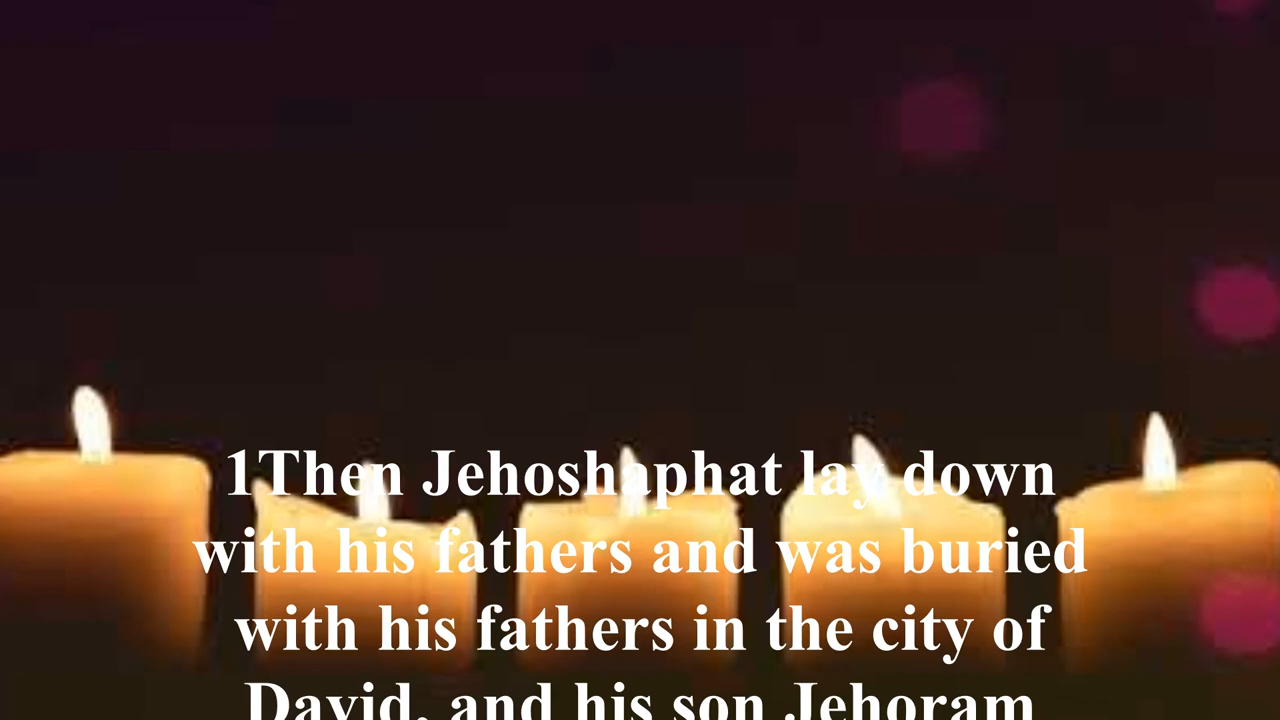 1Then Jehoshaphat lay down
with his fathers and was buried
with his fathers in the city of
David, and his son Jehoram